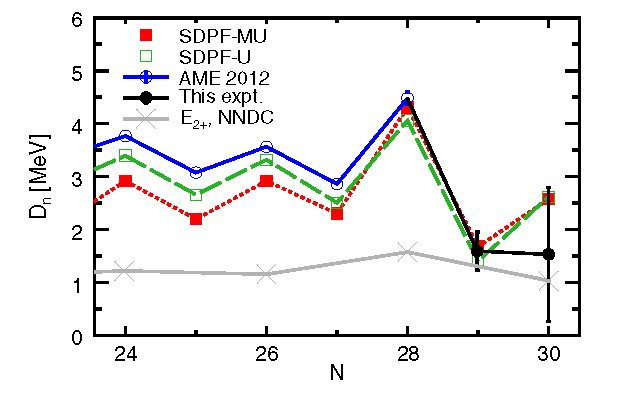 6
5
4
3
2
1
0
D_n [MeV]
SDPF-MU
SDPF-U
AME 2012
This expt.
E_2+, NNDC
24
26
28
30
N